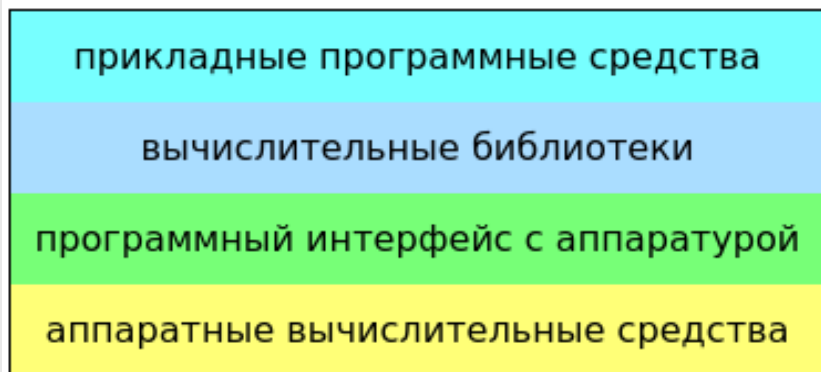 прикладные программные средства
вычислительные библиотеки
программный интерфейс с аппаратурой
аппаратные вычислительные средства